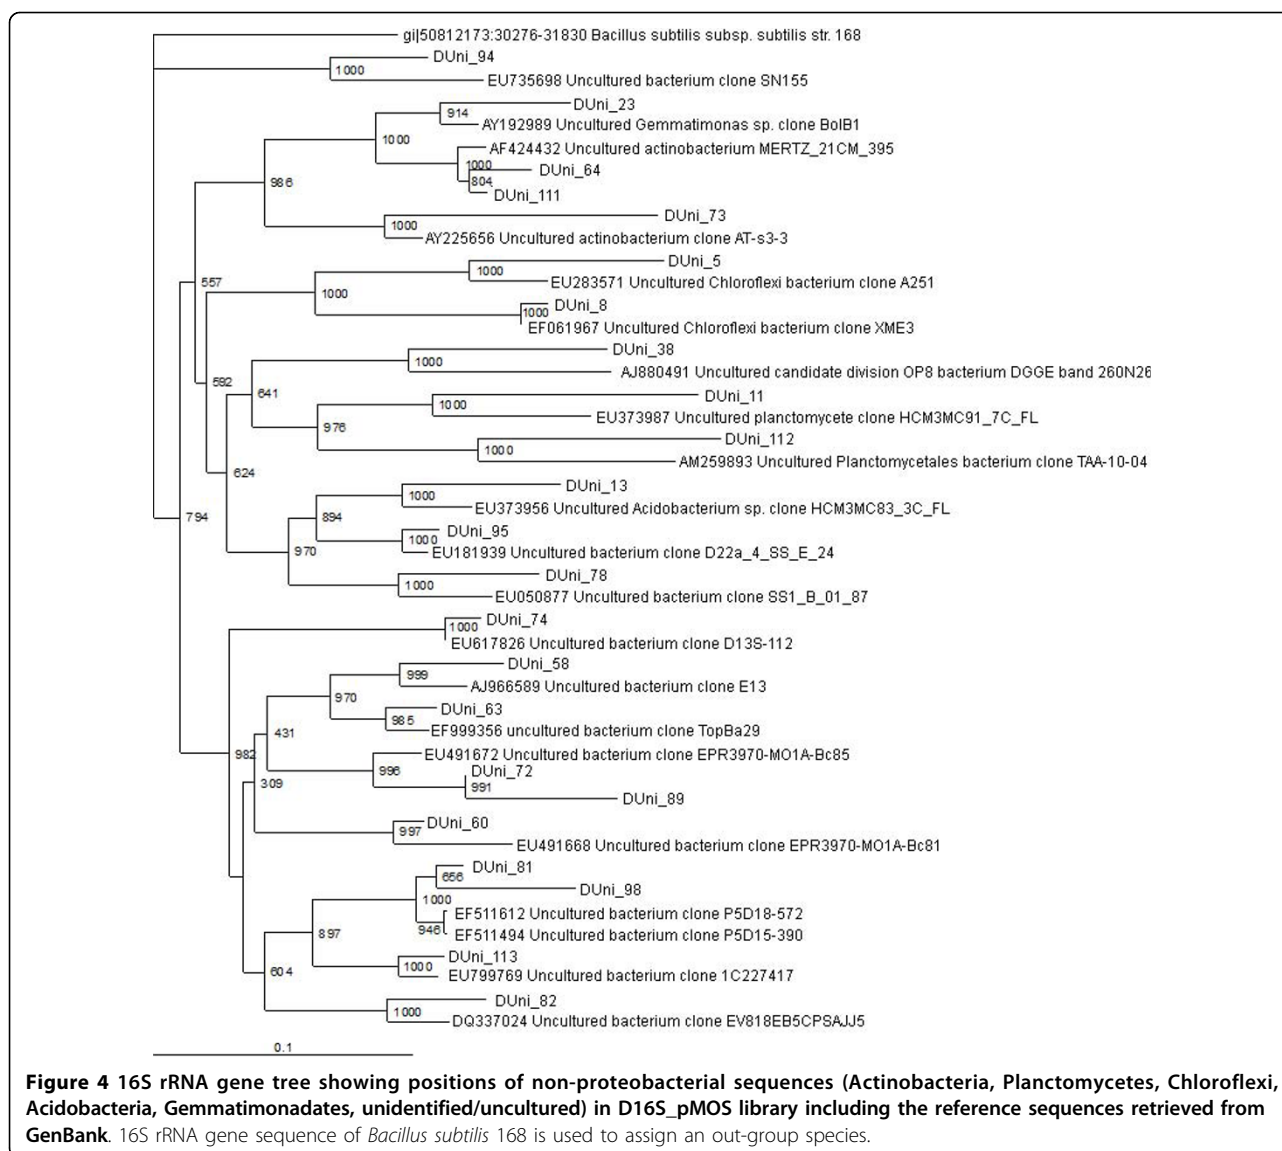 gi|50812173:30276-31830 Bacillus subtilis subsp. subtilis str. 168
DUni_94
1000
EU735698 Uncultured bacterium clone SN155
DUni_23
914
AY192989 Uncultured Gemmatimonas sp. clone BolB1
1000
AF424432 Uncultured actinobacterium MERTZ_21CM_395
1000
DUni_64
804
986
DUni_111
DUni_73
1000
AY225656 Uncultured actinobacterium clone AT-s3-3
DUni_5
1000
557
EU283571 Uncultured Chloroflexi bacterium clone A251
1000
DUni_8
1000
EF061967 Uncultured Chloroflexi bacterium clone XME3
DUni_38
1000
AJ880491 Uncultured candidate division OP8 bacterium DGGE band 260N26
592
641
DUni_11
1000
EU373987 Uncultured planctomycete clone HCM3MC91_7C_FL
976
DUni_112
1000
AM259893 Uncultured Planctomycetales bacterium clone TAA-10-04
624
DUni_13
1000
EU373956 Uncultured Acidobacterium sp. clone HCM3MC83_3C_FL
794
894
DUni_95
1000
EU181939 Uncultured bacterium clone D22a_4_SS_E_24
970
DUni_78
1000
EU050877 Uncultured bacterium clone SS1_B_01_87
DUni_74
1000
EU617826 Uncultured bacterium clone D13S-112
DUni_58
999
AJ966589 Uncultured bacterium clone E13
970
DUni_63
985
EF999356 uncultured bacterium clone TopBa29
431
982
EU491672 Uncultured bacterium clone EPR3970-MO1A-Bc85
996
DUni_72
991
309
DUni_89
DUni_60
997
EU491668 Uncultured bacterium clone EPR3970-MO1A-Bc81
DUni_81
656
DUni_98
1000
EF511612 Uncultured bacterium clone P5D18-572
946
EF511494 Uncultured bacterium clone P5D15-390
897
DUni_113
1000
EU799769 Uncultured bacterium clone 1C227417
604
DUni_82
1000
DQ337024 Uncultured bacterium clone EV818EB5CPSAJJ5
0.1
Figure 4 16S rRNA gene tree showing positions of non-proteobacterial sequences (Actinobacteria, Planctomycetes, Chloroflexi,
Acidobacteria, Gemmatimonadates, unidentified/uncultured) in D16S_pMOS library including the reference sequences retrieved from
GenBank. 16S rRNA gene sequence of Bacillus subtilis 168 is used to assign an out-group species.